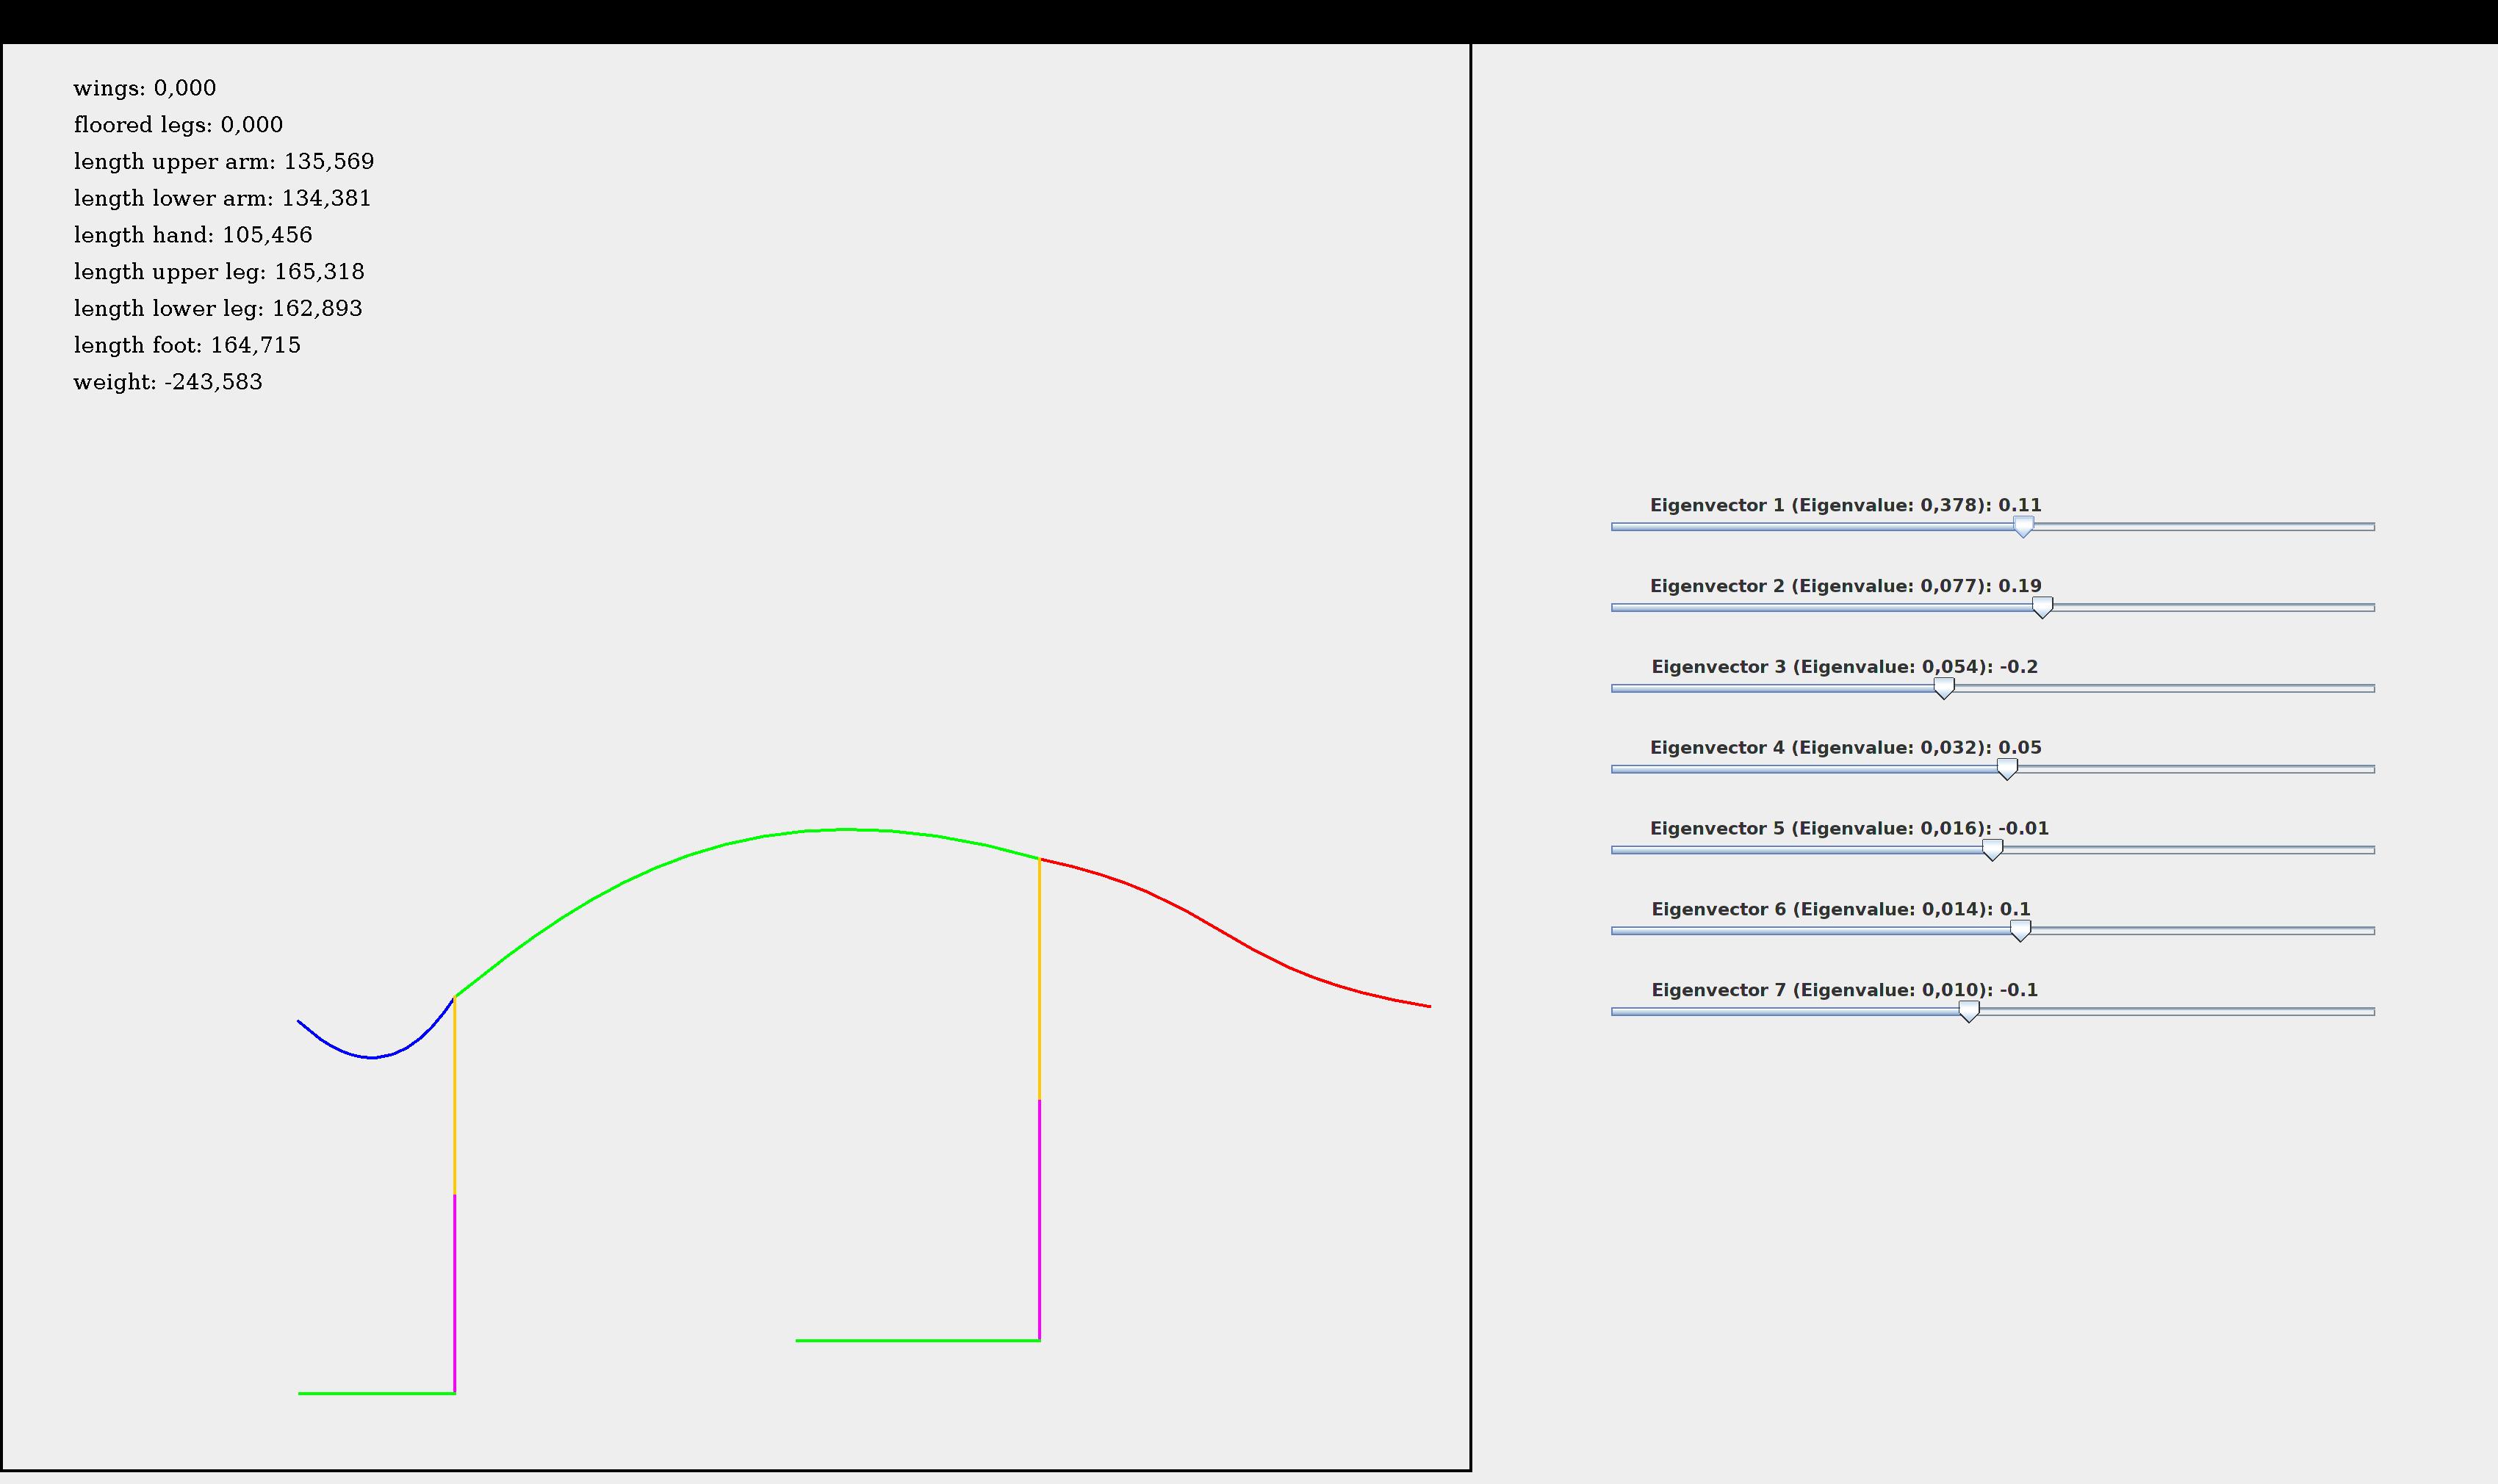 wings: 0,000
floored legs: 0,000
length upper arm: 135,569
length lower arm: 134,381
length hand: 105,456
length upper leg: 165,318
length lower leg: 162,893
length foot: 164,715
weight: -243,583
Eigenvector 1 (Eigenvalue: 0,378): 0.11
Eigenvector 2 (Eigenvalue: 0,077): 0.19
Eigenvector 3 (Eigenvalue: 0,054): -0.2
Eigenvector 4 (Eigenvalue: 0,032): 0.05
Eigenvector 5 (Eigenvalue: 0,016): -0.01
Eigenvector 6 (Eigenvalue: 0,014): 0.1
Eigenvector 7 (Eigenvalue: 0,010): -0.1